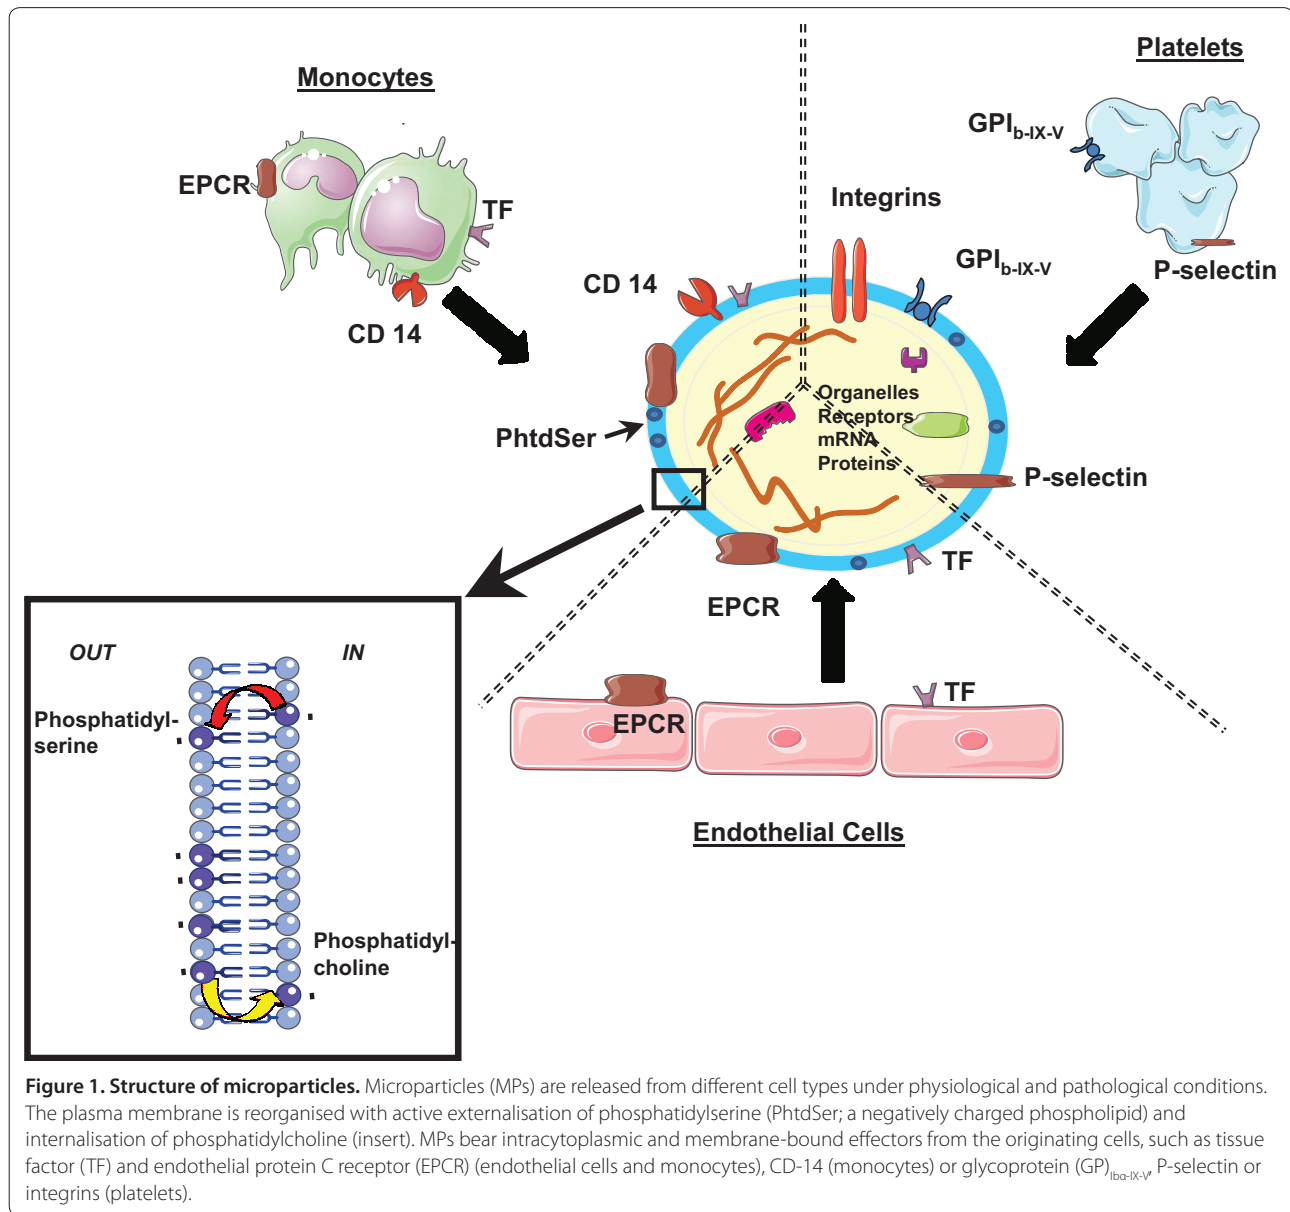 Monocytes
Platelets
GPIb-IX-V
EPCR
TF
Integrins
GPIb-IX-V
P-selectin
CD 14
CD 14
PhtdSer
Organelles
Receptors
mRNA
Proteins
P-selectin
TF
EPCR
OUT
IN
Phosphatidyl-
serine
TF
EPCR
Endothelial Cells
Phosphatidyl-
choline
Figure 1. Structure of microparticles. Microparticles (MPs) are released from different cell types under physiological and pathological conditions.
The plasma membrane is reorganised with active externalisation of phosphatidylserine (PhtdSer; a negatively charged phospholipid) and
internalisation of phosphatidylcholine (insert). MPs bear intracytoplasmic and membrane-bound effectors from the originating cells, such as tissue
factor (TF) and endothelial protein C receptor (EPCR) (endothelial cells and monocytes), CD-14 (monocytes) or glycoprotein (GP)Ibα-IX-V, P-selectin or
integrins (platelets).